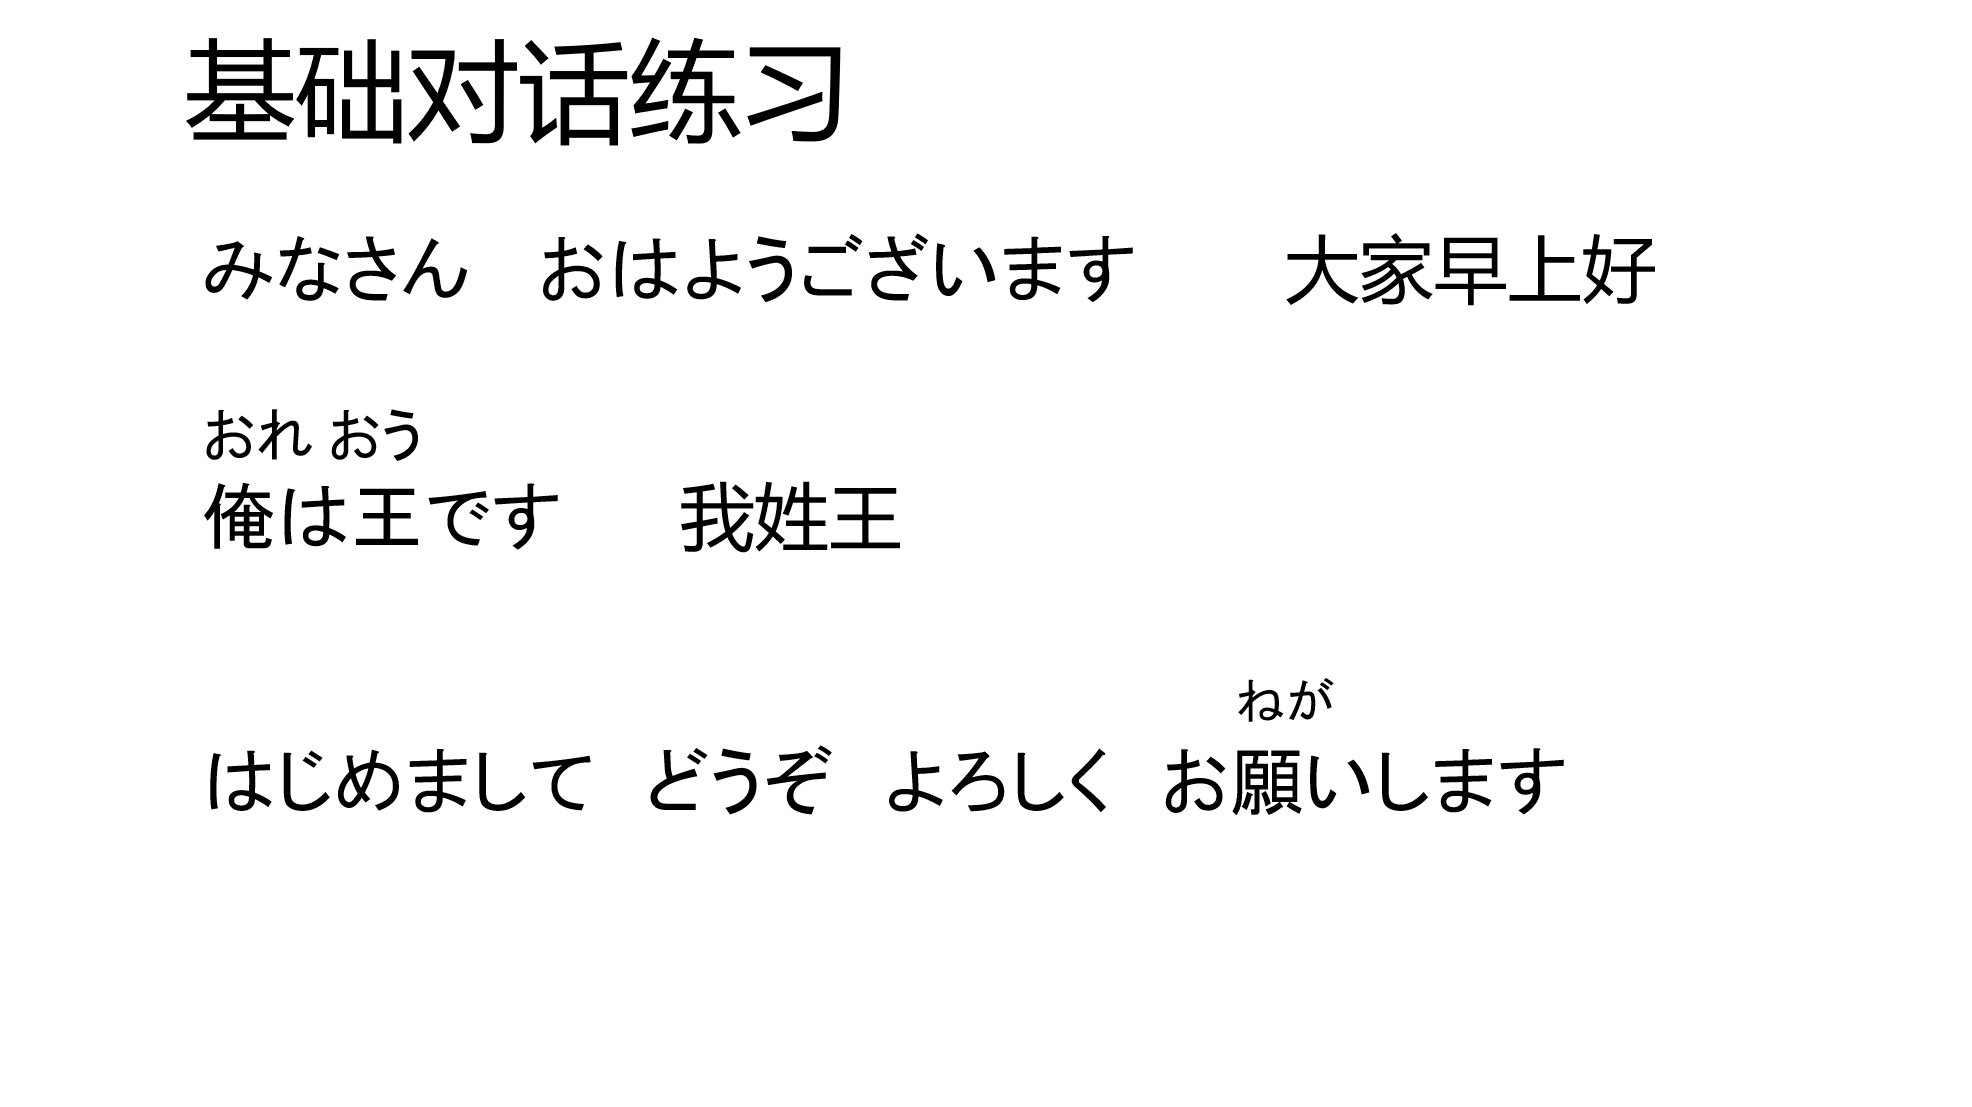 基础对话练习
みなさん　おはようございます　　大家早上好
おれ おう
俺は王です　　我姓王
ねが
はじめまして　どうぞ　よろしく　お願いします